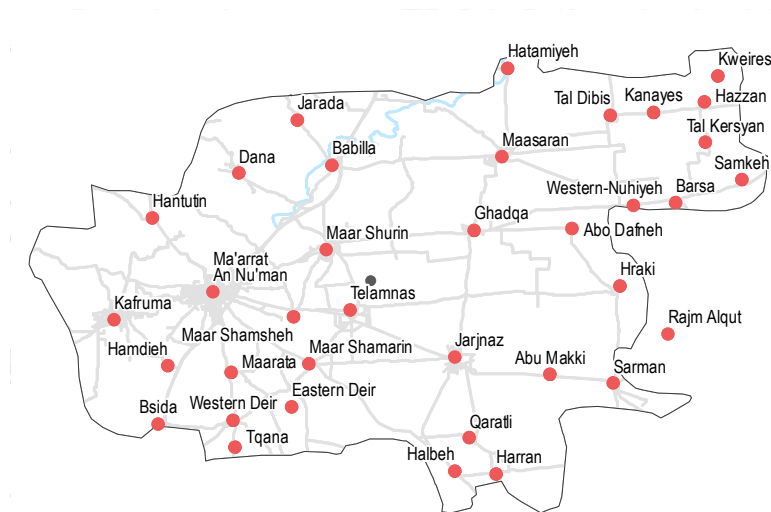 Hatamiyeh
Kweires
Tal Dibis
Kanayes
Hazzan
Jarada
Tal Kersyan
Babilla
Maasaran
Dana
Samkeh
Western-Nuhiyeh
Barsa
Hantutin
Ghadqa
Maar Shurin
Abo Dafneh
Ma'arrat
An Nu'man
Hraki
Telamnas
Kafruma
Rajm Alqut
Maar Shamsheh
Jarjnaz
Hamdieh
Maar Shamarin
Maarata
Abu Makki
Sarman
Eastern Deir
Bsida
Western Deir
Qaratli
Tqana
Halbeh
Harran